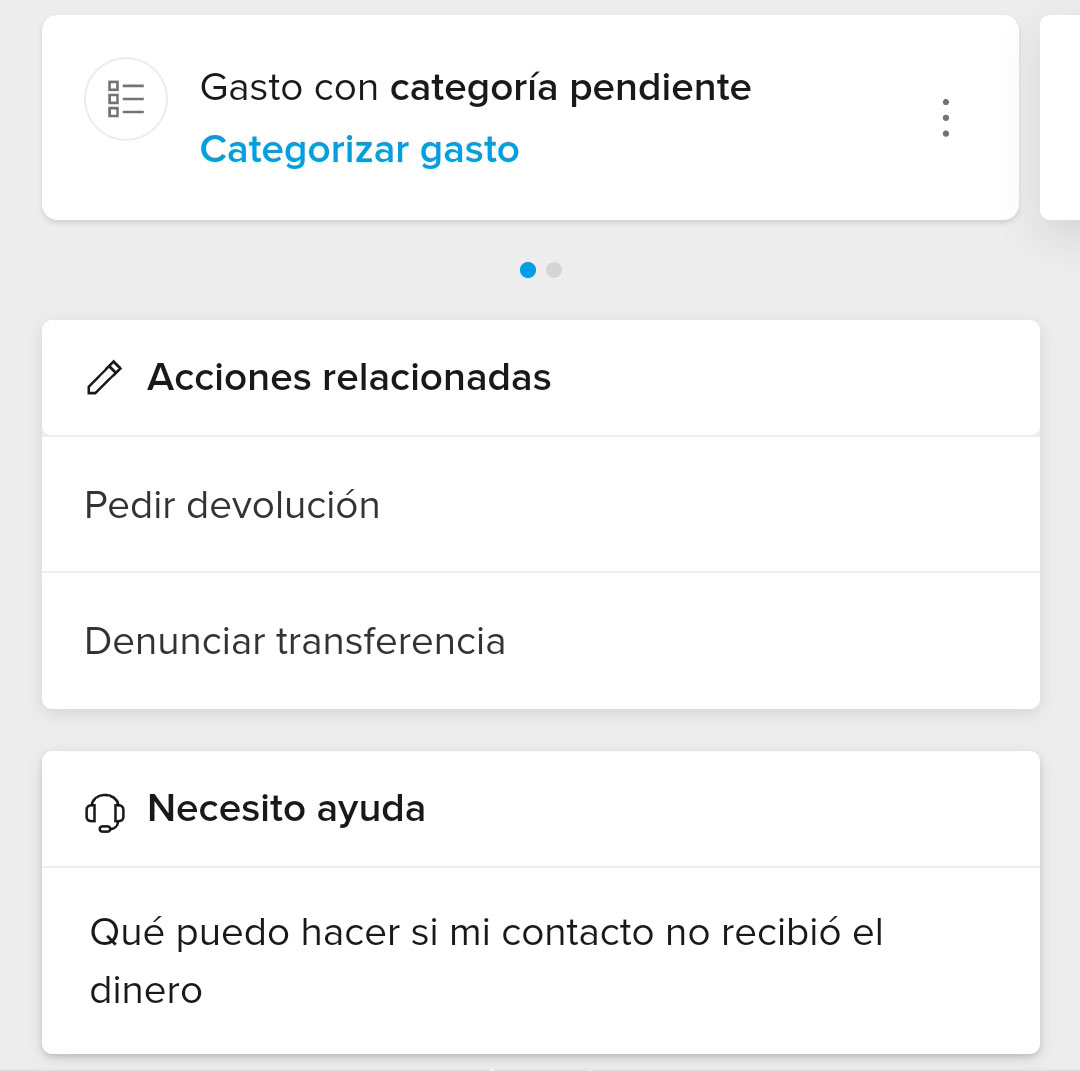 Gasto con categoría pendiente
Categorizar gasto
Acciones relacionadas
Pedir devolución
Denunciar transferencia
Necesito ayuda
Qué puedo hacer si mi contacto no recibió el
dinero